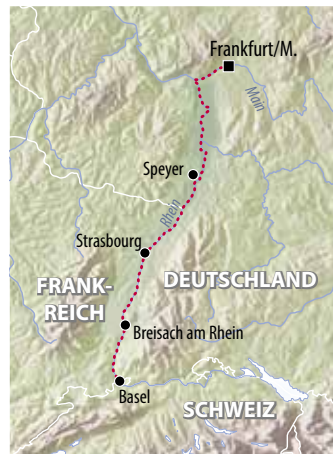 Frankfurt/M.
Main
Speyer
Rhein
Strasbourg
DEUTSCHLAND
FRANK-
REICH
Breisach am Rhein
Basel
SCHWEIZ